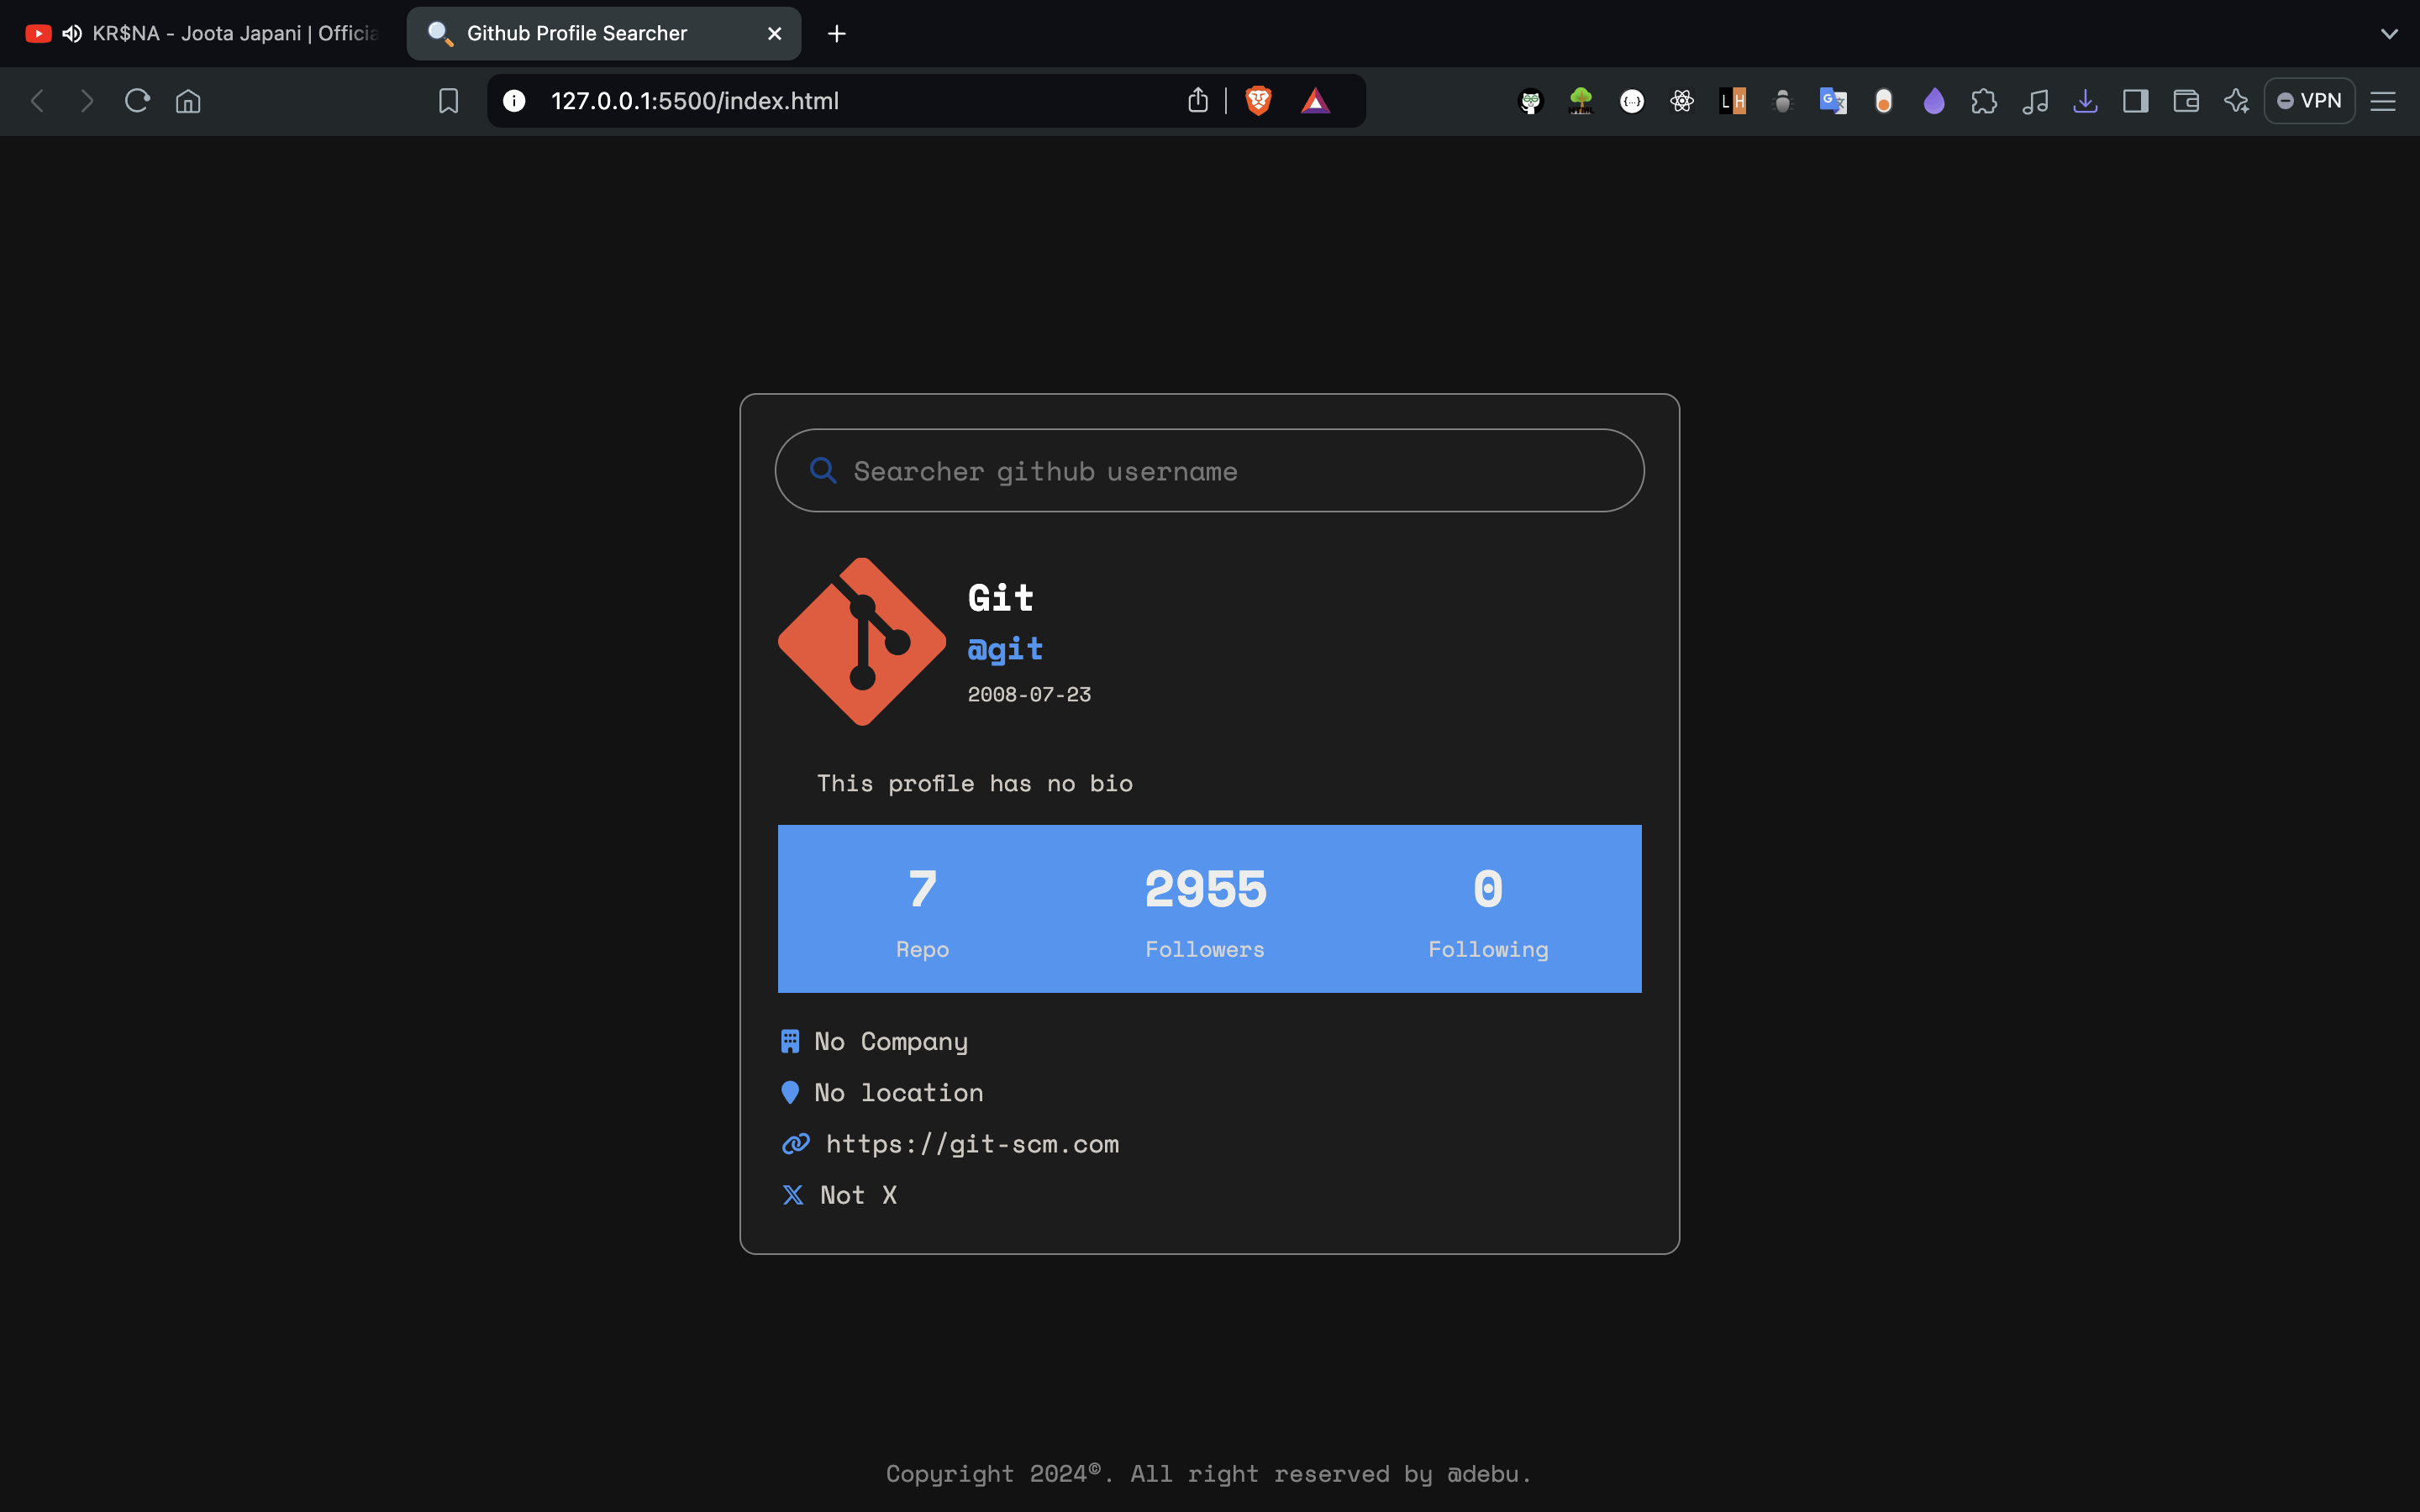 KR$NA - Joota Japani | Officia
Github Profile Searcher
127.0.0.1:5500/index.html
LH
VPN
Searcher github username
Git
@git
2008-07-23
This profile has no bio
7 2955 0
Repo Followers Following
No Company
No location
https://git-scm.com
Not X
Copyright 2024©. All right reserved by @debu.